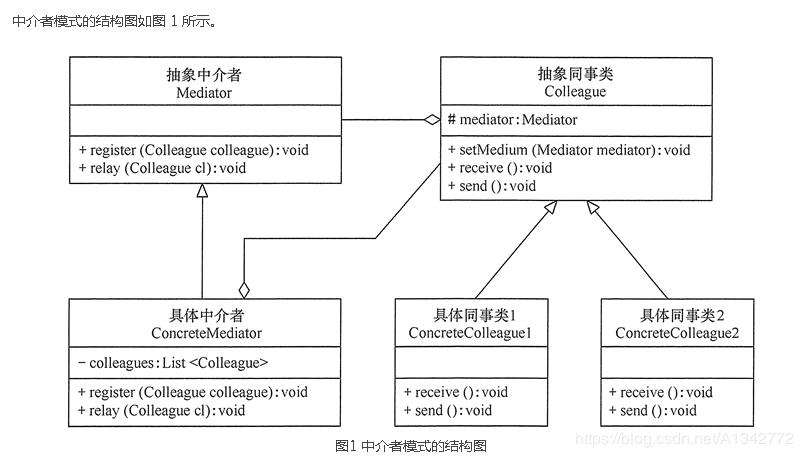 中介者模式的结构图如图 1 所示。
抽象中介者
Mediator
+ register (Colleague colleague): void
+ relay (Colleague cl): void
抽象同事类
Colleague
# mediator: Mediator
+ setMedium (Mediator mediator): void
+ receive (): void
+ send (): void
具体中介者
ConcreteMediator
- colleagues: List <Colleague>
+ register (Colleague colleague): void
+ relay (Colleague cl): void
具体同事类1
ConcreteColleague1
+ receive (): void
+ send (): void
具体同事类2
ConcreteColleague2
+ receive (): void
+ send (): void
图1 中介者模式的结构图
https://blog.csdn.net/A1342772